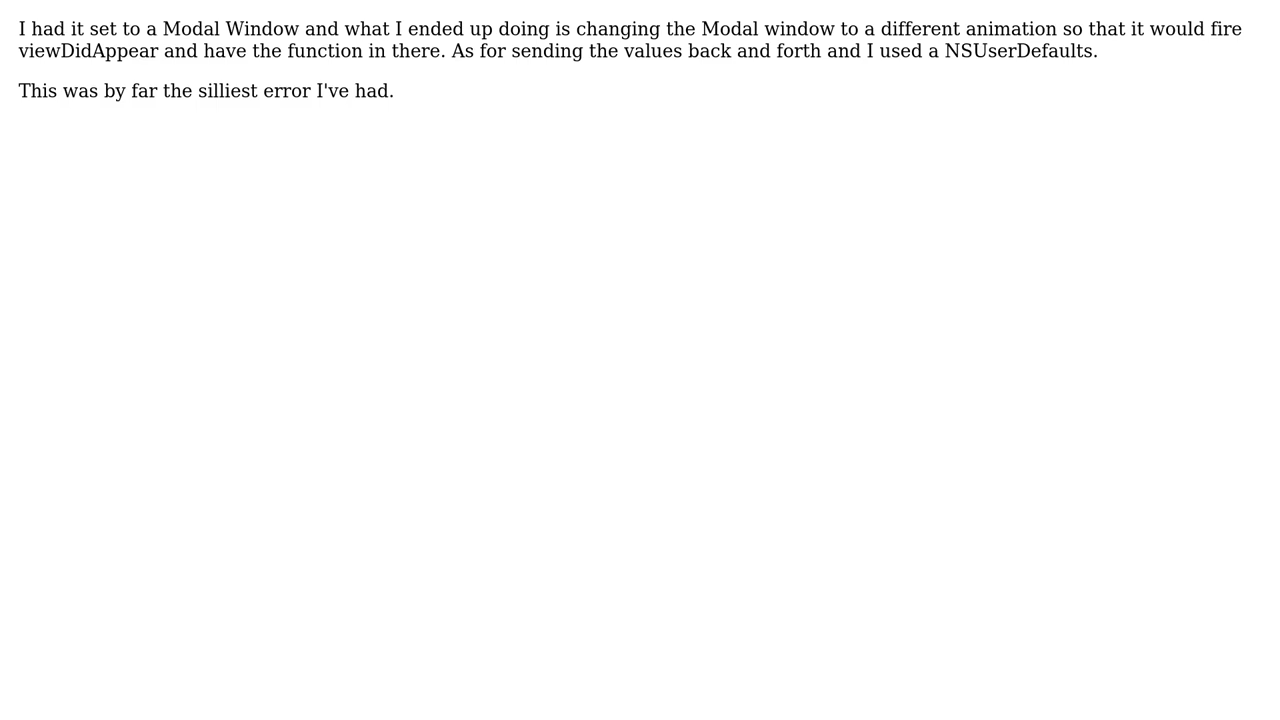 I had it set to a Modal Window and what I ended up doing is changing the Modal window to a different animation so that it would fire
viewDidAppear and have the function in there. As for sending the values back and forth and I used a NSUserDefaults.
This was by far the silliest error I've had.